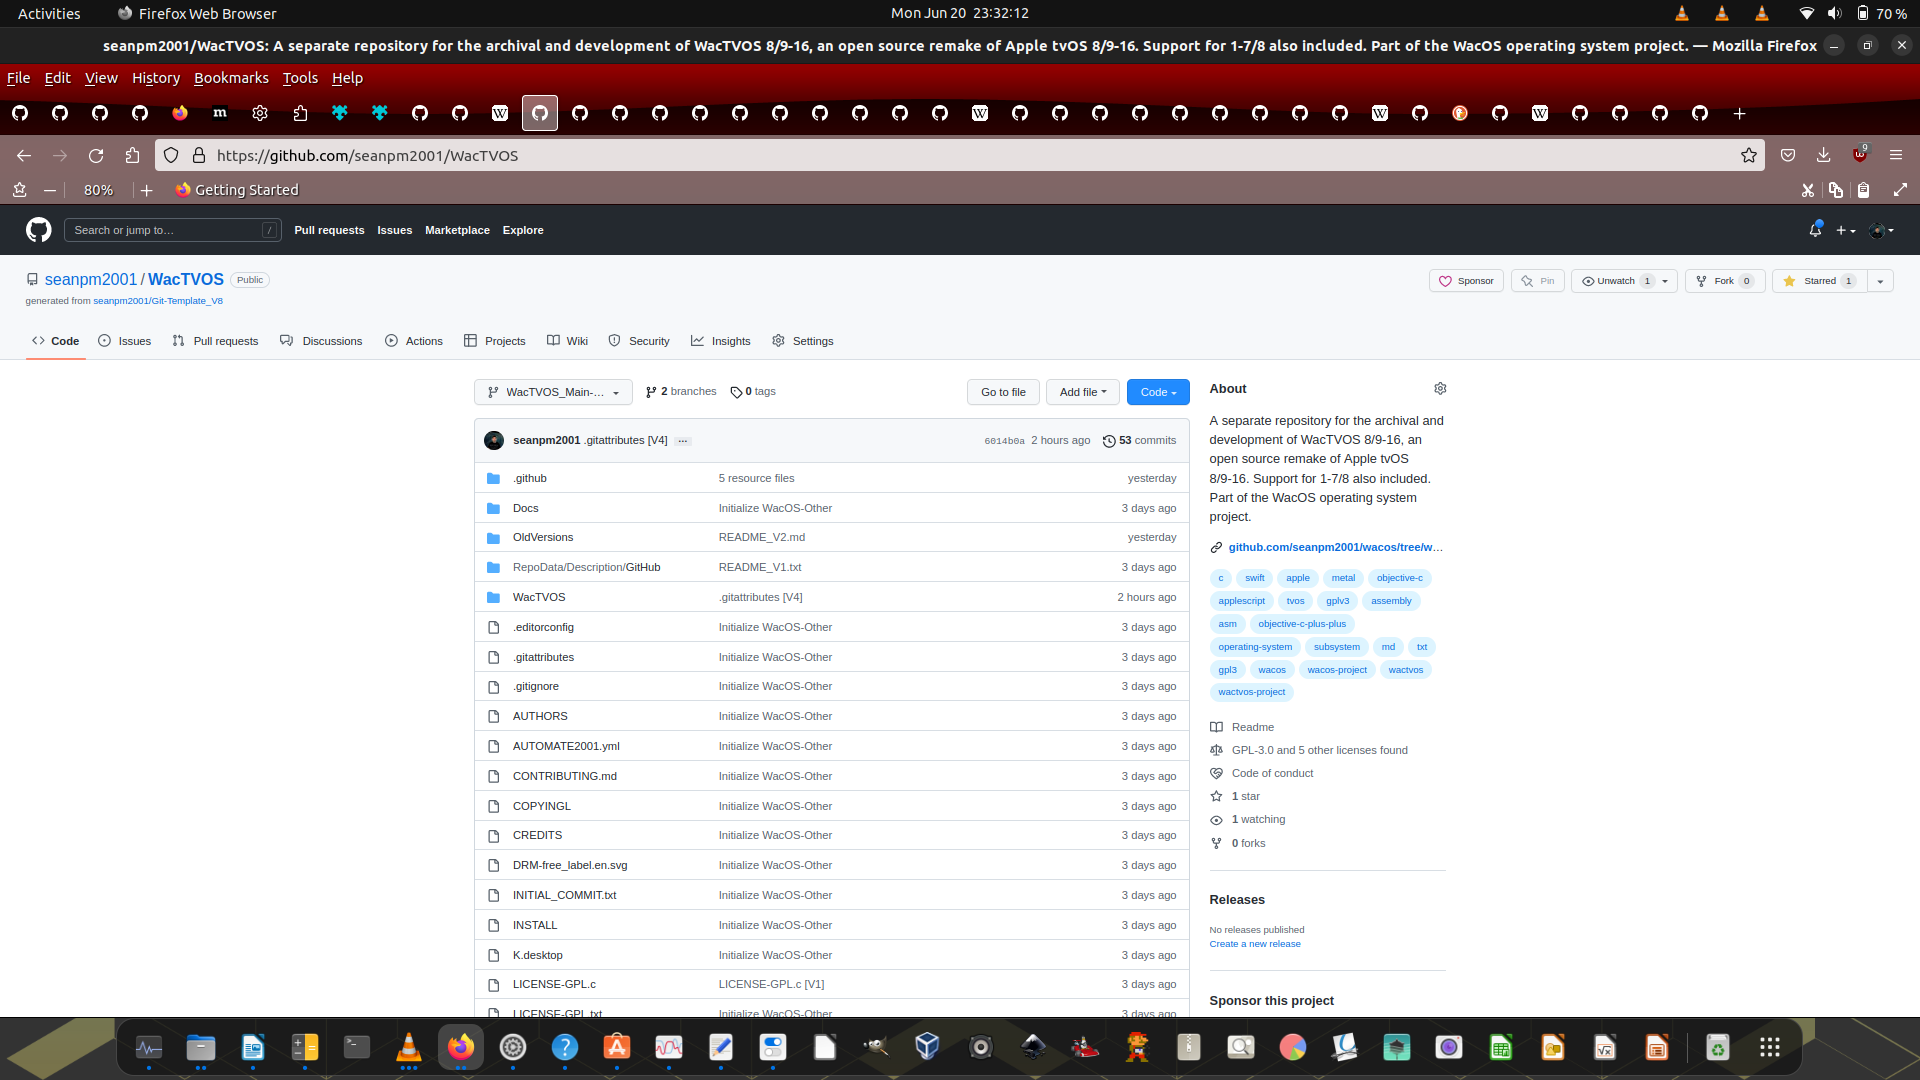 Activities
Firefox Web Browser
Mon Jun 20 23:32:12
70 %
seanpm2001/WacTVOS: A separate repository for the archival and development of WacTVOS 8/9-16, an open source remake of Apple tvOS 8/9-16. Support for 1-7/8 also included. Part of the WacOS operating system project. — Mozilla Firefox
File Edit View History Bookmarks Tools Help
https://github.com/seanpm2001/WacTVOS
9
80%
Getting Started
Search or jump to…
/
Pull requests Issues Marketplace Explore
seanpm2001 / WacTVOS
Public
generated from seanpm2001/Git-Template_V8
Sponsor
Pin
Unwatch 1
Fork 0
Starred 1
Code
Issues
Pull requests
Discussions
Actions
Projects
Wiki
Security
Insights
Settings
WacTVOS_Main-...
2 branches
0 tags
Go to file
Add file
Code
seanpm2001 .gitattributes [V4] ...
6014b0a 2 hours ago
53 commits
.github 5 resource files yesterday
Docs Initialize WacOS-Other 3 days ago
OldVersions README_V2.md yesterday
RepoData/Description/GitHub README_V1.txt 3 days ago
WacTVOS .gitattributes [V4] 2 hours ago
.editorconfig Initialize WacOS-Other 3 days ago
.gitattributes Initialize WacOS-Other 3 days ago
.gitignore Initialize WacOS-Other 3 days ago
AUTHORS Initialize WacOS-Other 3 days ago
AUTOMATE2001.yml Initialize WacOS-Other 3 days ago
CONTRIBUTING.md Initialize WacOS-Other 3 days ago
COPYINGL Initialize WacOS-Other 3 days ago
CREDITS Initialize WacOS-Other 3 days ago
DRM-free_label.en.svg Initialize WacOS-Other 3 days ago
INITIAL_COMMIT.txt Initialize WacOS-Other 3 days ago
INSTALL Initialize WacOS-Other 3 days ago
K.desktop Initialize WacOS-Other 3 days ago
LICENSE-GPL.c LICENSE-GPL.c [V1] 3 days ago
LICENSE-GPL.txt Initialize WacOS-Other 3 days ago
About
A separate repository for the archival and
development of WacTVOS 8/9-16, an
open source remake of Apple tvOS
8/9-16. Support for 1-7/8 also included.
Part of the WacOS operating system
project.
github.com/seanpm2001/wacos/tree/w...
c swift apple metal objective-c
applescript tvos gplv3 assembly
asm objective-c-plus-plus
operating-system subsystem md txt
gpl3 wacos wacos-project wactvos
wactvos-project
Readme
GPL-3.0 and 5 other licenses found
Code of conduct
1 star
1 watching
0 forks
Releases
No releases published
Create a new release
Sponsor this project